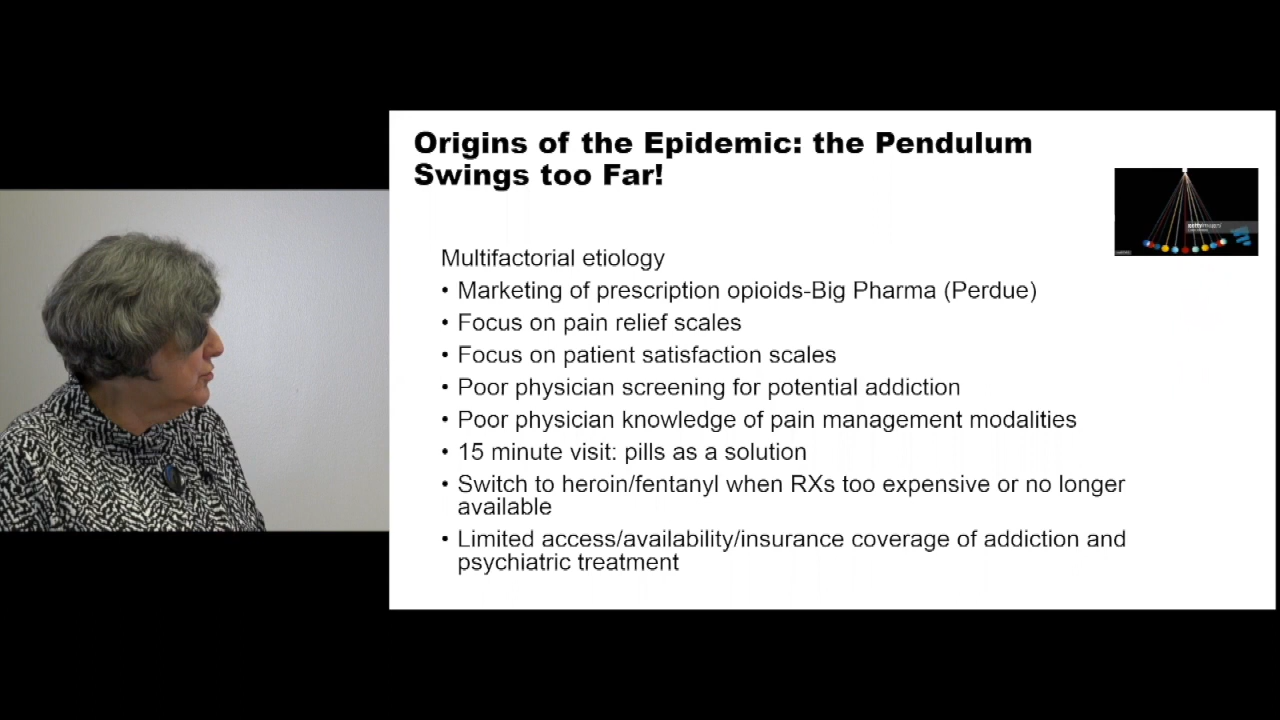 Origins of the Epidemic: the Pendulum
Swings too Far!
gettyimages
Multifactorial etiology
• Marketing of prescription opioids-Big Pharma (Perdue)
• Focus on pain relief scales
• Focus on patient satisfaction scales
• Poor physician screening for potential addiction
• Poor physician knowledge of pain management modalities
• 15 minute visit: pills as a solution
• Switch to heroin/fentanyl when RXs too expensive or no longer
available
• Limited access/availability/insurance coverage of addiction and
psychiatric treatment